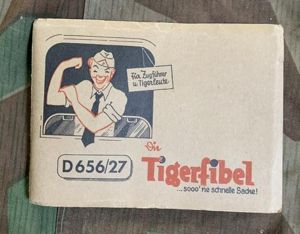 Für Zugführer
u. Tigerleute
D 656/27
Die
Tigerfibel
...sooo'ne schnelle Sache!